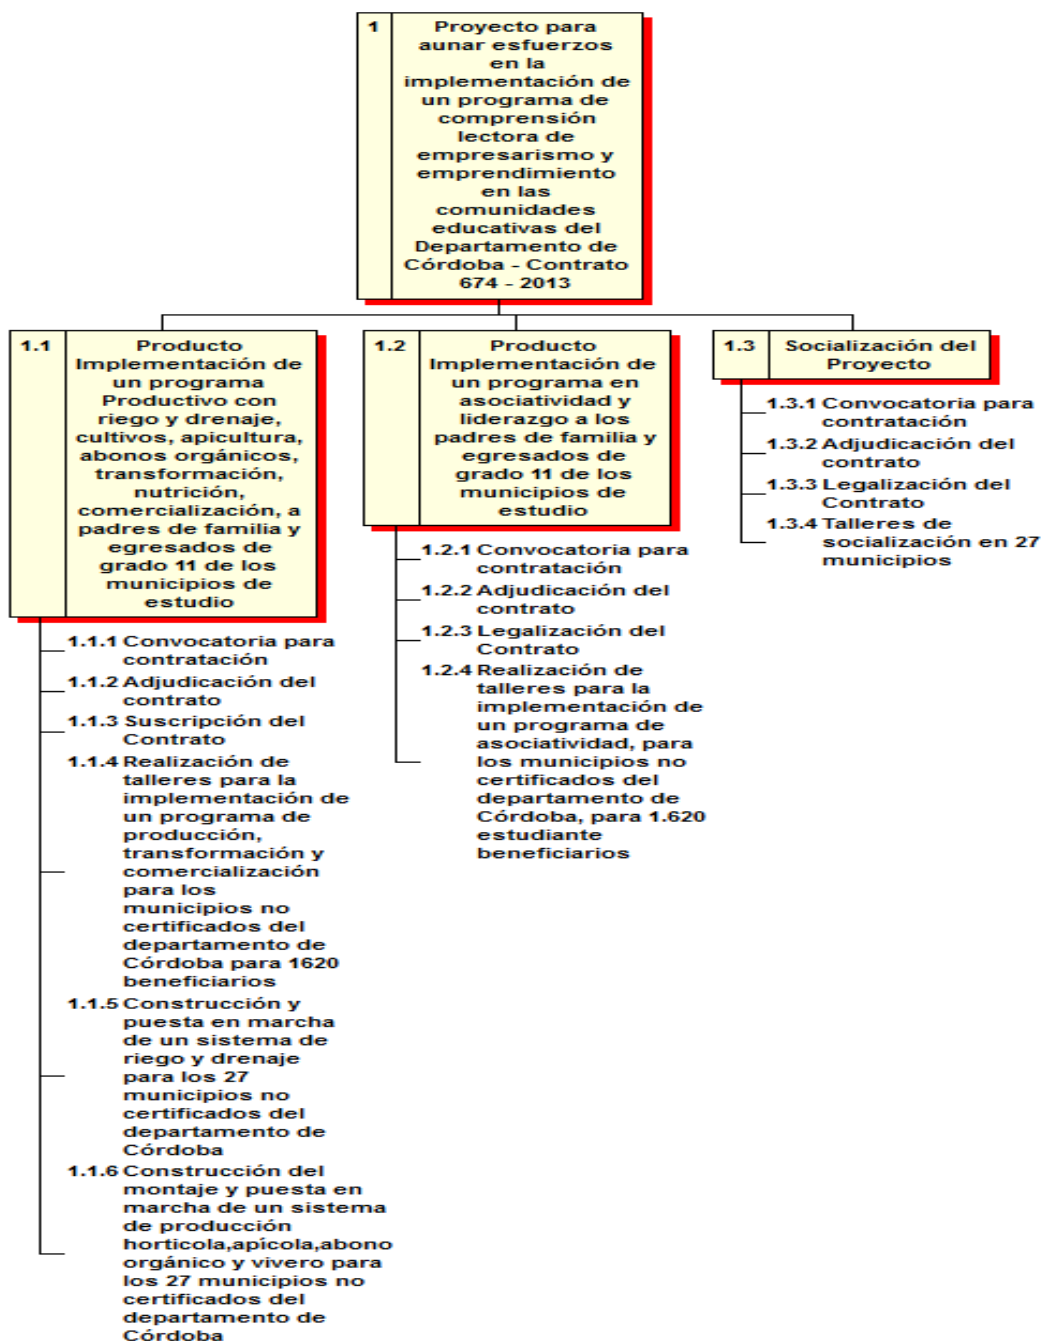 1
Proyecto para
aunar esfuerzos
en la
implementación de
un programa de
comprensión
lectora de
empresarismo y
emprendimiento
en las
comunidades
educativas del
Departamento de
Córdoba - Contrato
674 - 2013
1.1
Producto
Implementación de
un programa
Productivo con
riego y drenaje,
cultivos, apicultura,
abonos orgánicos,
transformación,
nutrición,
comercialización, a
padres de familia y
egresados de
grado 11 de los
municipios de
estudio
1.1.1 Convocatoria para
contratación
1.1.2 Adjudicación del
contrato
1.1.3 Suscripción del
Contrato
1.1.4 Realización de
talleres para la
implementación de
un programa de
producción,
transformación y
comercialización
para los
municipios no
certificados del
departamento de
Córdoba para 1620
beneficiarios
1.1.5 Construcción y
puesta en marcha
de un sistema de
riego y drenaje
para los 27
municipios no
certificados del
departamento de
Córdoba
1.1.6 Construcción del
montaje y puesta en
marcha de un sistema
de producción
horticola,apícola,abono
orgánico y vivero para
los 27 municipios no
certificados del
departamento de
Córdoba
1.2
Producto
Implementación de
un programa en
asociatividad y
liderazgo a los
padres de familia y
egresados de
grado 11 de los
municipios de
estudio
1.2.1 Convocatoria para
contratación
1.2.2 Adjudicación del
contrato
1.2.3 Legalización del
Contrato
1.2.4 Realización de
talleres para la
implementación de
un programa de
asociatividad, para
los municipios no
certificados del
departamento de
Córdoba, para 1.620
estudiante
beneficiarios
1.3
Socialización del
Proyecto
1.3.1 Convocatoria para
contratación
1.3.2 Adjudicación del
contrato
1.3.3 Legalización del
Contrato
1.3.4 Talleres de
socialización en 27
municipios